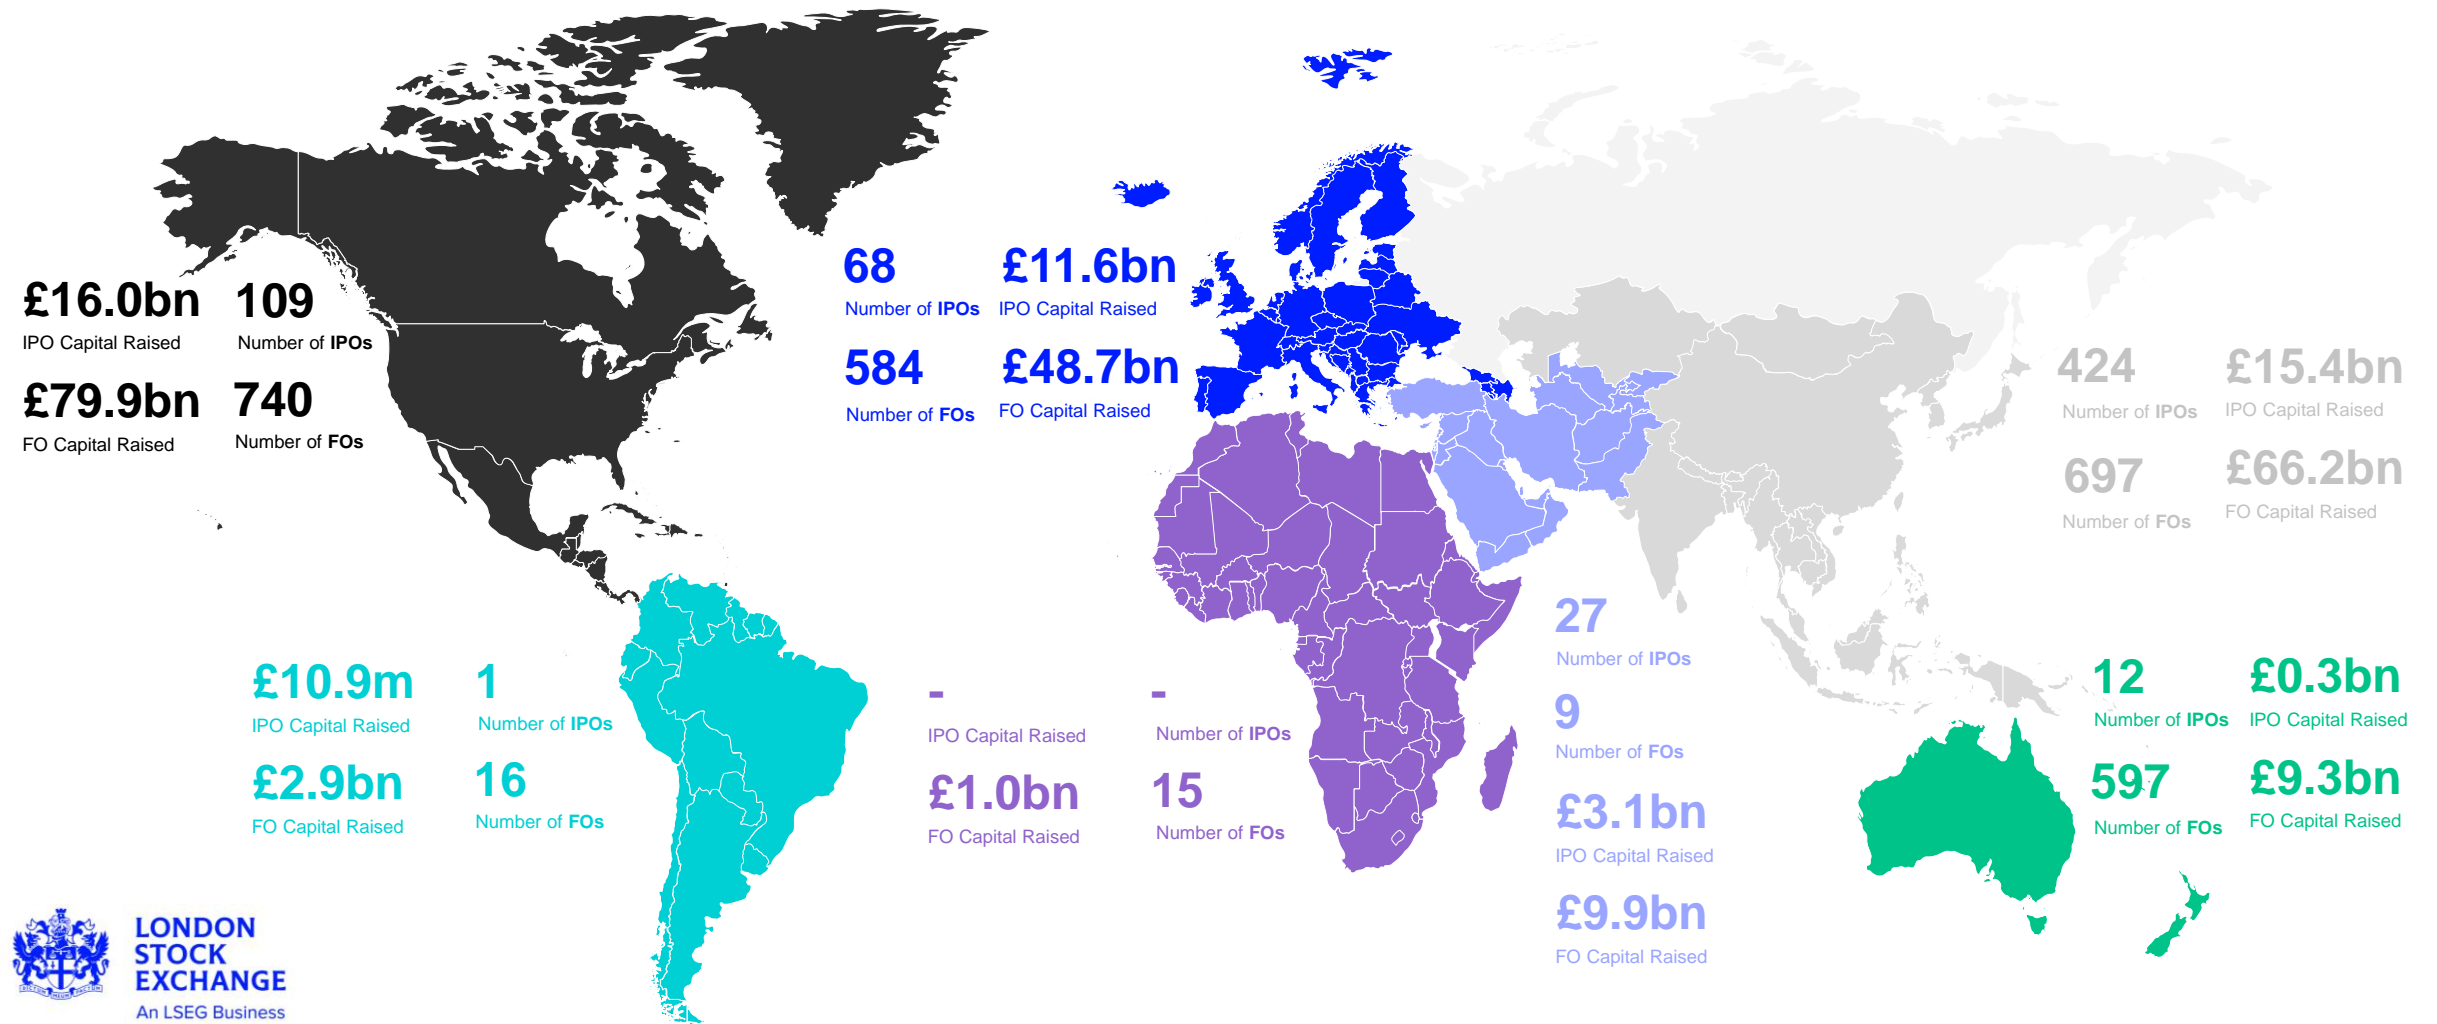 £16.0bn 109
IPO Capital Raised Number of IPOs
£79.9bn 740
FO Capital Raised Number of FOs
68 £11.6bn
Number of IPOs IPO Capital Raised
584 £48.7bn
Number of FOs FO Capital Raised
424 £15.4bn
Number of IPOs IPO Capital Raised
697 £66.2bn
Number of FOs FO Capital Raised
£10.9m 1
IPO Capital Raised Number of IPOs
£2.9bn 16
FO Capital Raised Number of FOs
- -
IPO Capital Raised Number of IPOs
£1.0bn 15
FO Capital Raised Number of FOs
27
Number of IPOs
9
Number of FOs
£3.1bn
IPO Capital Raised
£9.9bn
FO Capital Raised
12 £0.3bn
Number of IPOs IPO Capital Raised
597 £9.3bn
Number of FOs FO Capital Raised
LONDON
STOCK
EXCHANGE
An LSEG Business